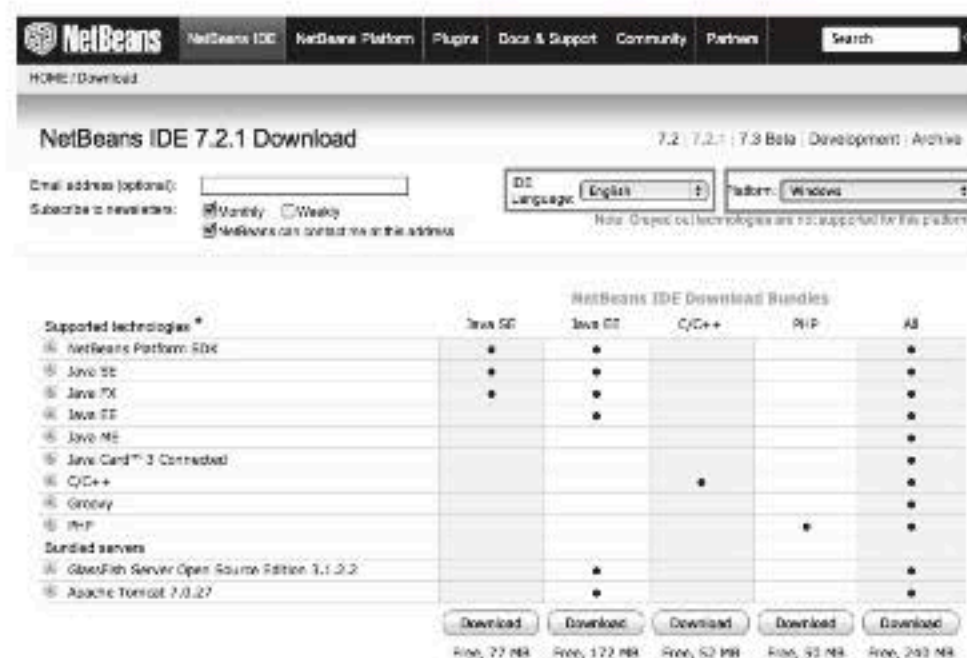 NetBeans
NetBeans IDE NetBeans Platform Plugins Docs & Support Community Partners Search
HOME / Download
NetBeans IDE 7.2.1 Download
7.2 | 7.2.1 | 7.3 Beta | Development | Archive
Email address (optional):
IDE Language: English
Platform: Windows
Subscribe to newsletters: Monthly Weekly
NetBeans can contact me at this address
Note: Greyed out technologies are not supported for this platform
NetBeans IDE Download Bundles
Supported technologies * Java SE Java EE C/C++ PHP All
NetBeans Platform SDK
Java SE
Java FX
Java EE
Java ME
Java Card™ 3 Connected
C/C++
Groovy
PHP
Bundled servers
GlassFish Server Open Source Edition 3.1.2.2
Apache Tomcat 7.0.27
Download Download Download Download Download
Free, 77 MB Free, 172 MB Free, 52 MB Free, 50 MB Free, 240 MB